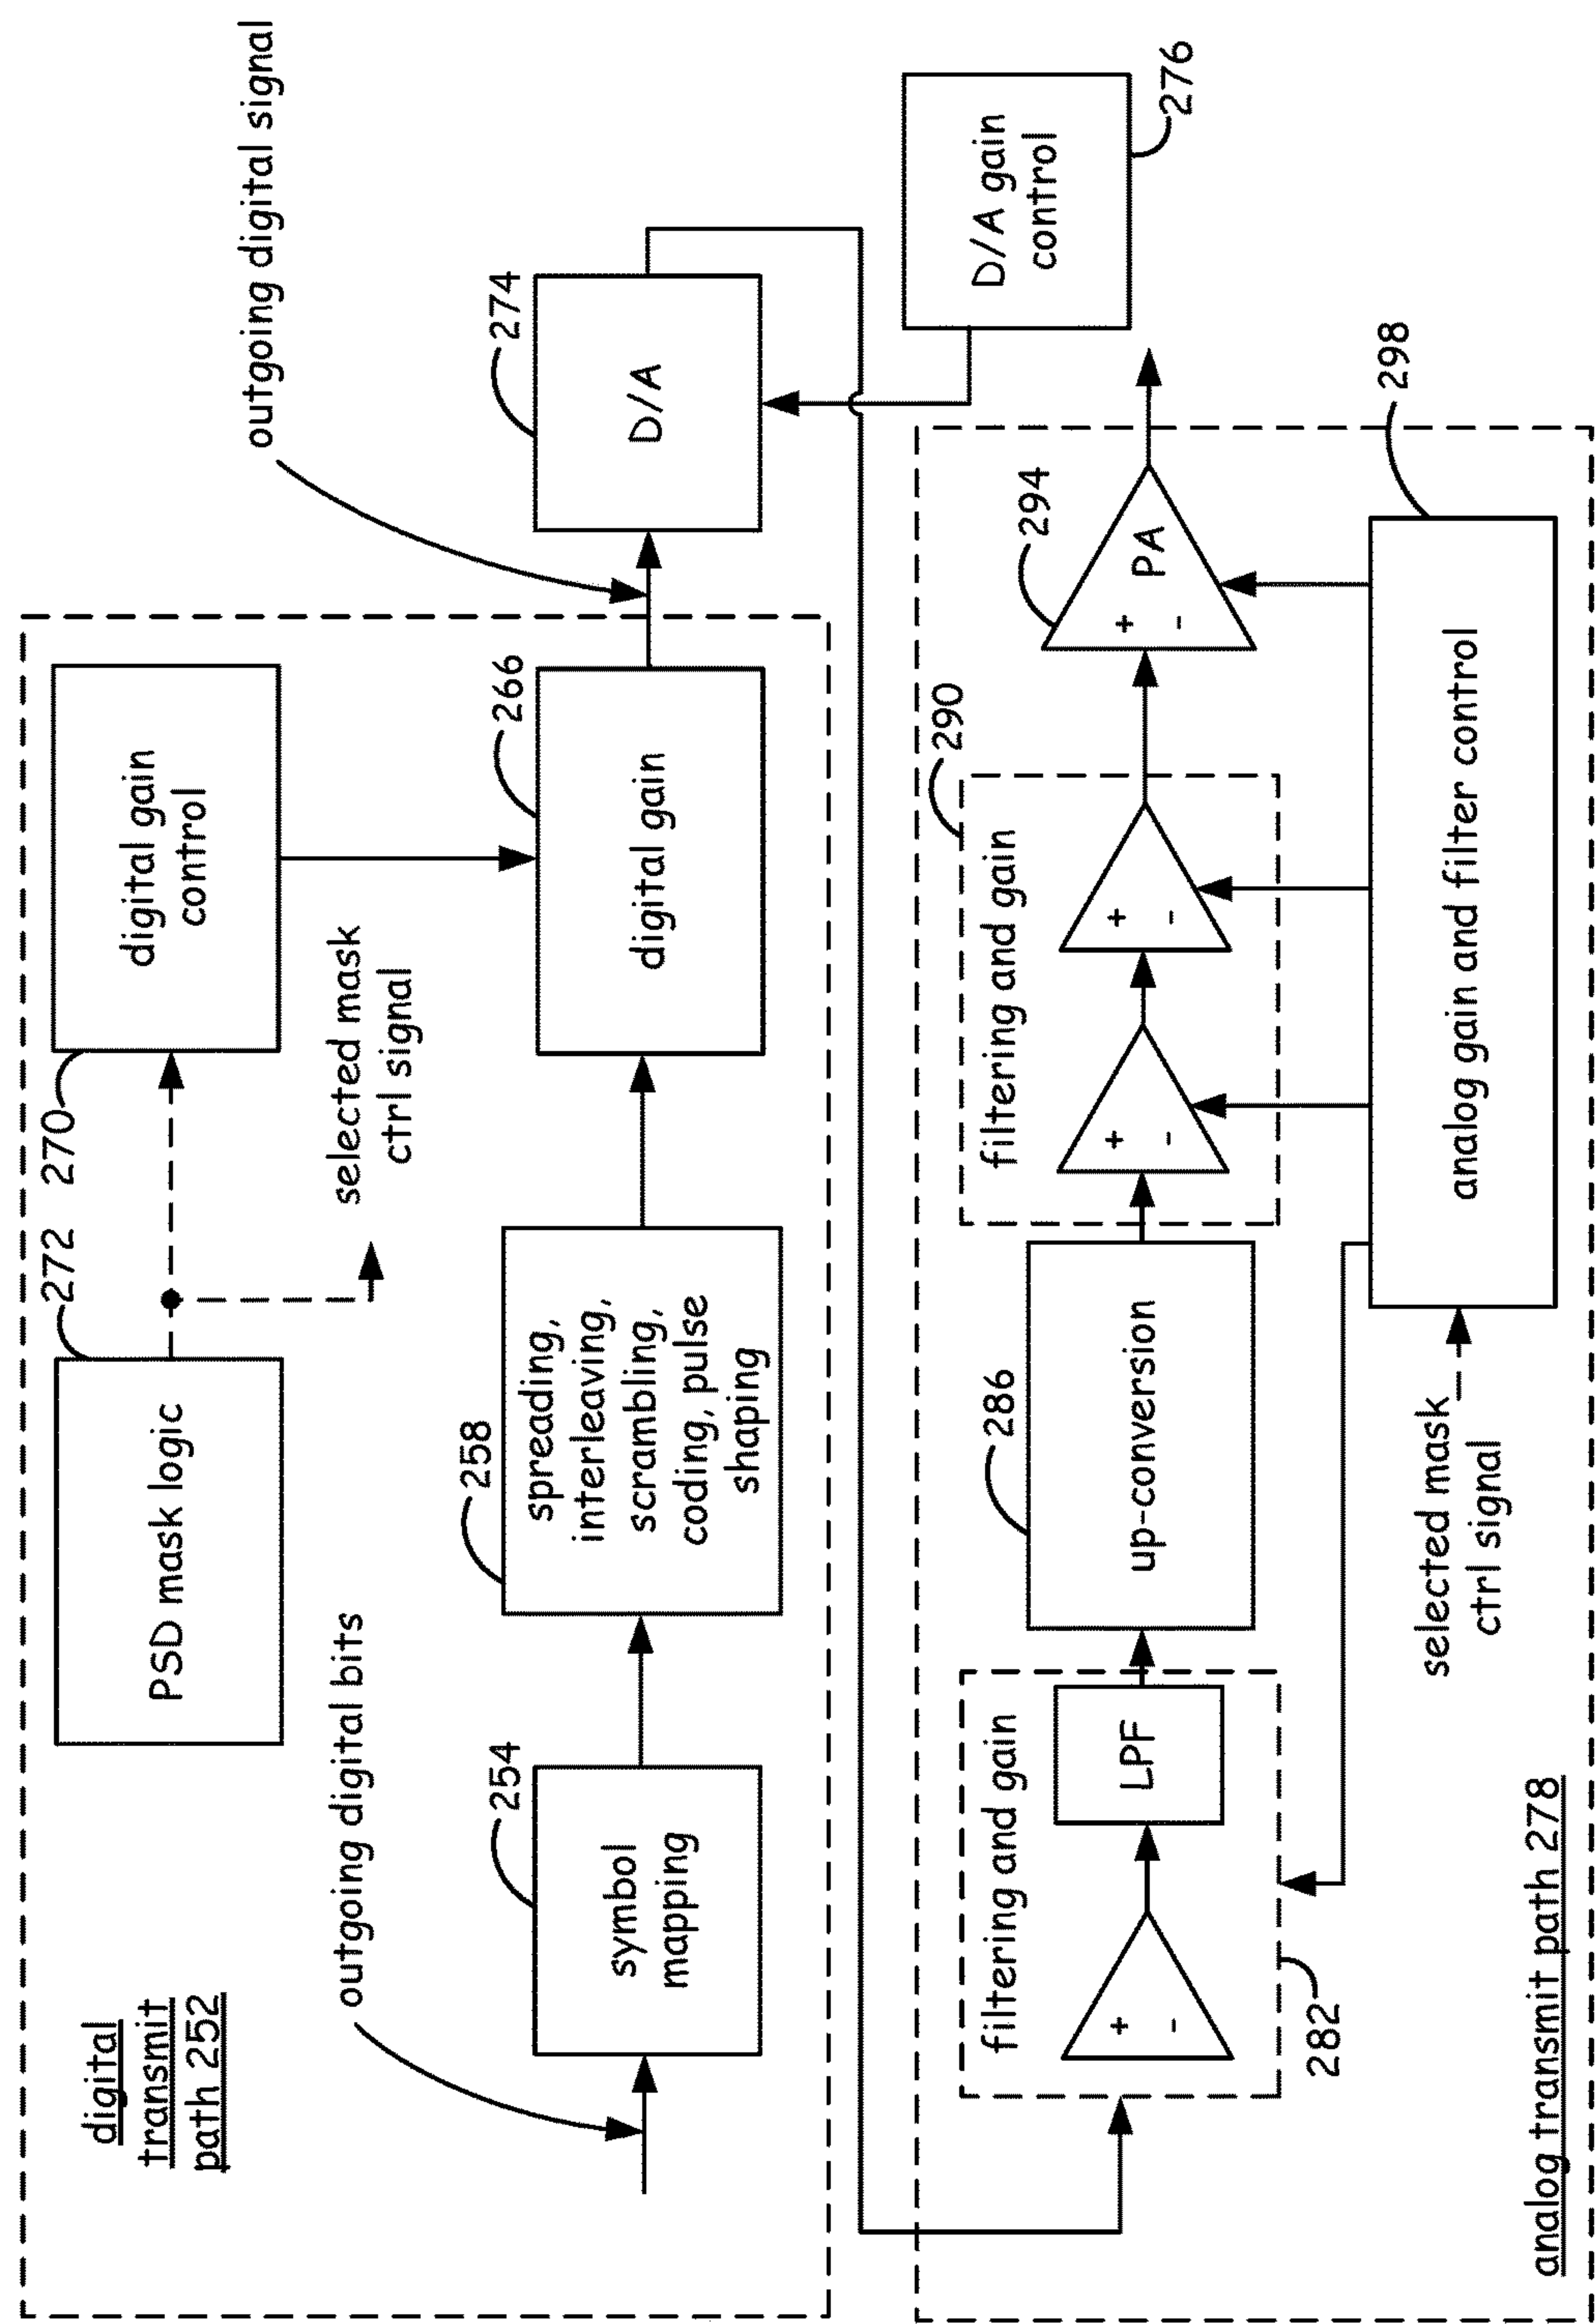 digital
transmit
path 252
PSD mask logic
272
270
digital gain
control
selected mask
ctrl signal
outgoing digital signal
outgoing digital bits
254
symbol
mapping
258
spreading,
interleaving,
scrambling,
coding, pulse
shaping
266
digital gain
274
D/A
D/A gain
control
276
filtering and gain
+
-
LPF
282
286
up-conversion
290
filtering and gain
+
-
+
-
294
+
-
PA
298
analog gain and filter control
selected mask
ctrl signal
analog transmit path 278